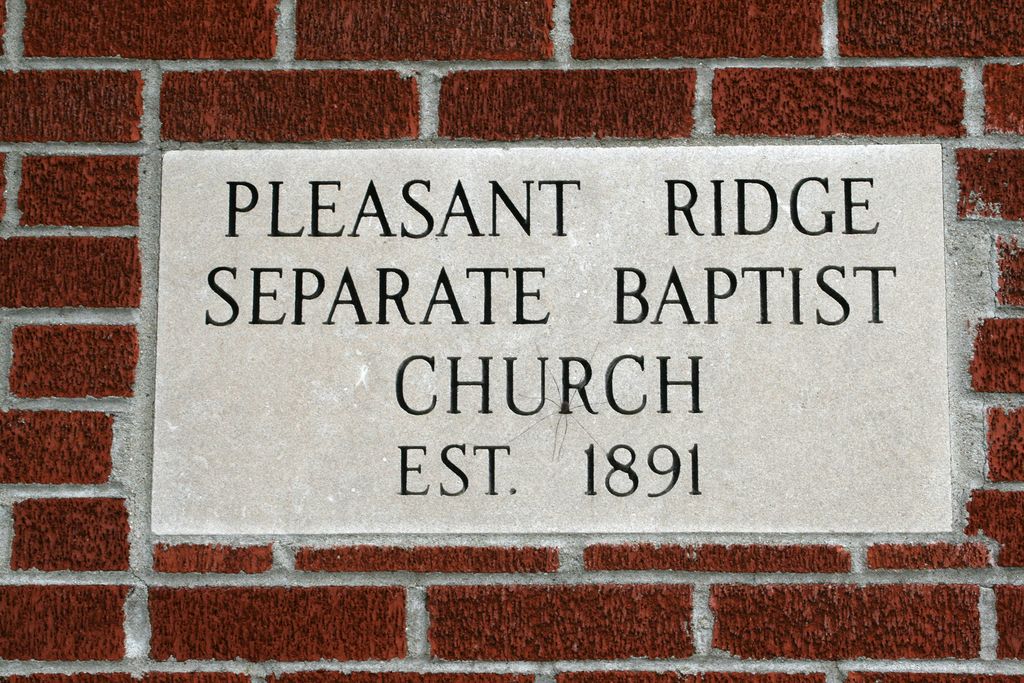 PLEASANT RIDGE
SEPARATE BAPTIST
CHURCH
EST. 1891